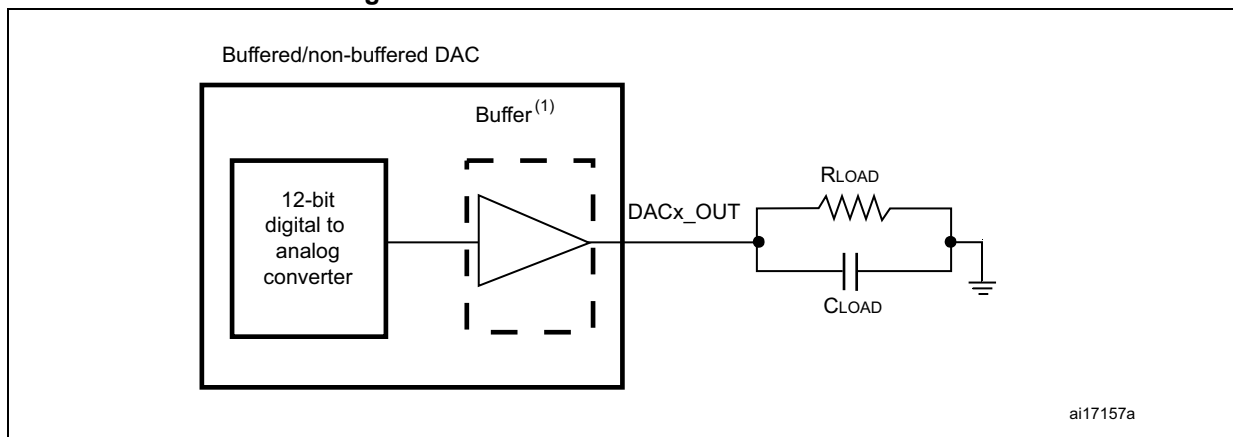 Buffered/non-buffered DAC
Buffer(1)
12-bit
digital to
analog
converter
DACx_OUT
RLOAD
CLOAD
ai17157a